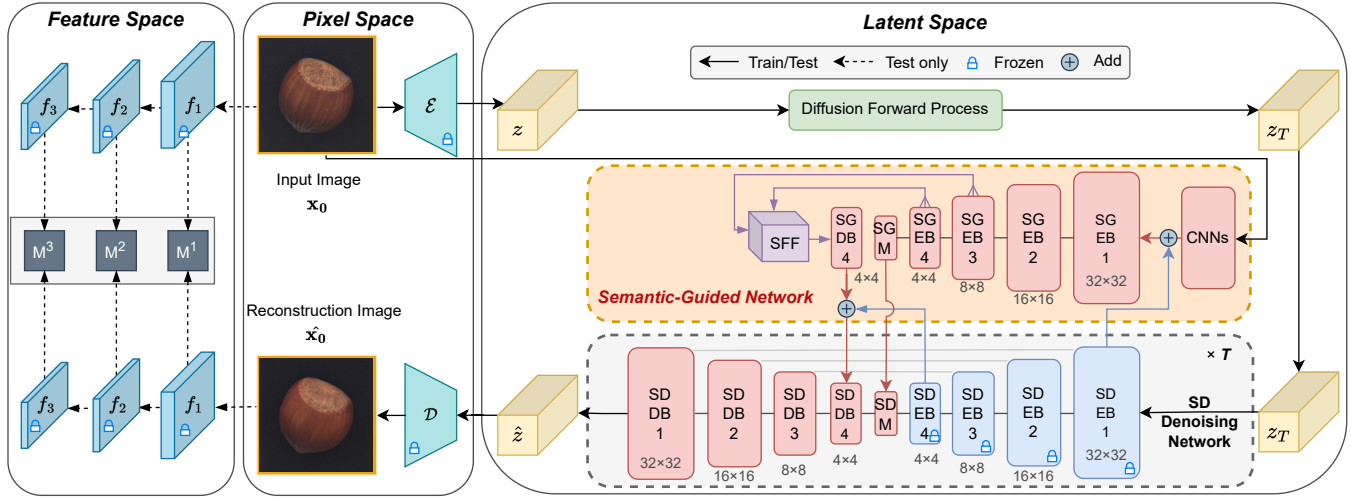 Feature Space
Pixel Space
Latent Space
Train/Test
Test only
Frozen
Add
f3
f2
f1
ℰ
z
Diffusion Forward Process
zT
Input Image
x0
SFF
SG
DB
4
4×4
SG
M
SG
EB
4
4×4
SG
EB
3
8×8
SG
EB
2
16×16
SG
EB
1
32×32
CNNs
Semantic-Guided Network
M3
M2
M1
Reconstruction Image
x̂0
f3
f2
f1
𝒟
ẑ
SD
DB
1
32×32
SD
DB
2
16×16
SD
DB
3
8×8
SD
DB
4
4×4
SD
M
SD
EB
4
4×4
SD
EB
3
8×8
SD
EB
2
16×16
SD
EB
1
32×32
× T
SD
Denoising
Network
zT